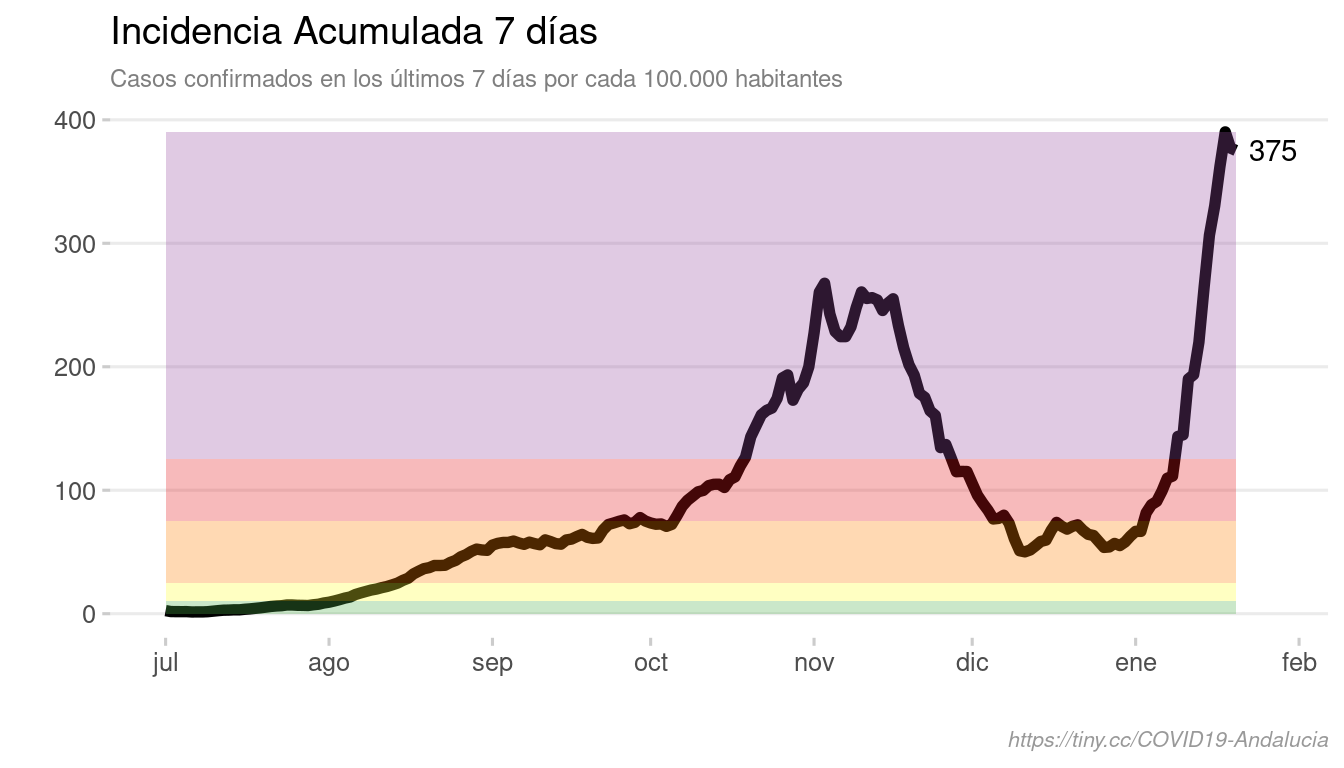 Incidencia Acumulada 7 días
Casos confirmados en los últimos 7 días por cada 100.000 habitantes
400
375
300
200
100
0
jul ago sep oct nov dic ene feb
https://tiny.cc/COVID19-Andalucia